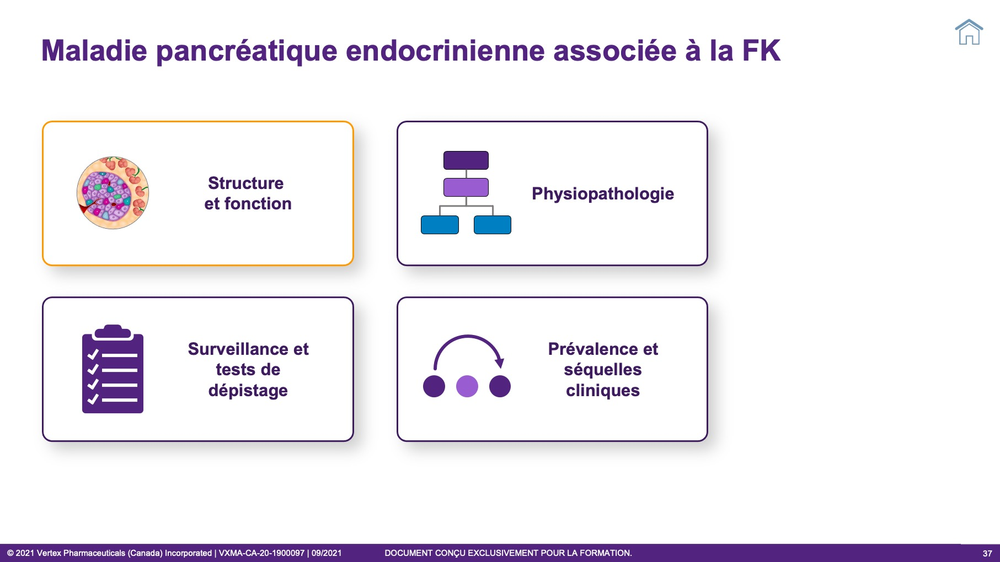 Maladie pancréatique endocrinienne associée à la FK
Structure
et fonction
Physiopathologie
Surveillance et
tests de
dépistage
Prévalence et
séquelles
cliniques
© 2021 Vertex Pharmaceuticals (Canada) Incorporated | VXMA-CA-20-1900097 | 09/2021
DOCUMENT CONÇU EXCLUSIVEMENT POUR LA FORMATION.
37